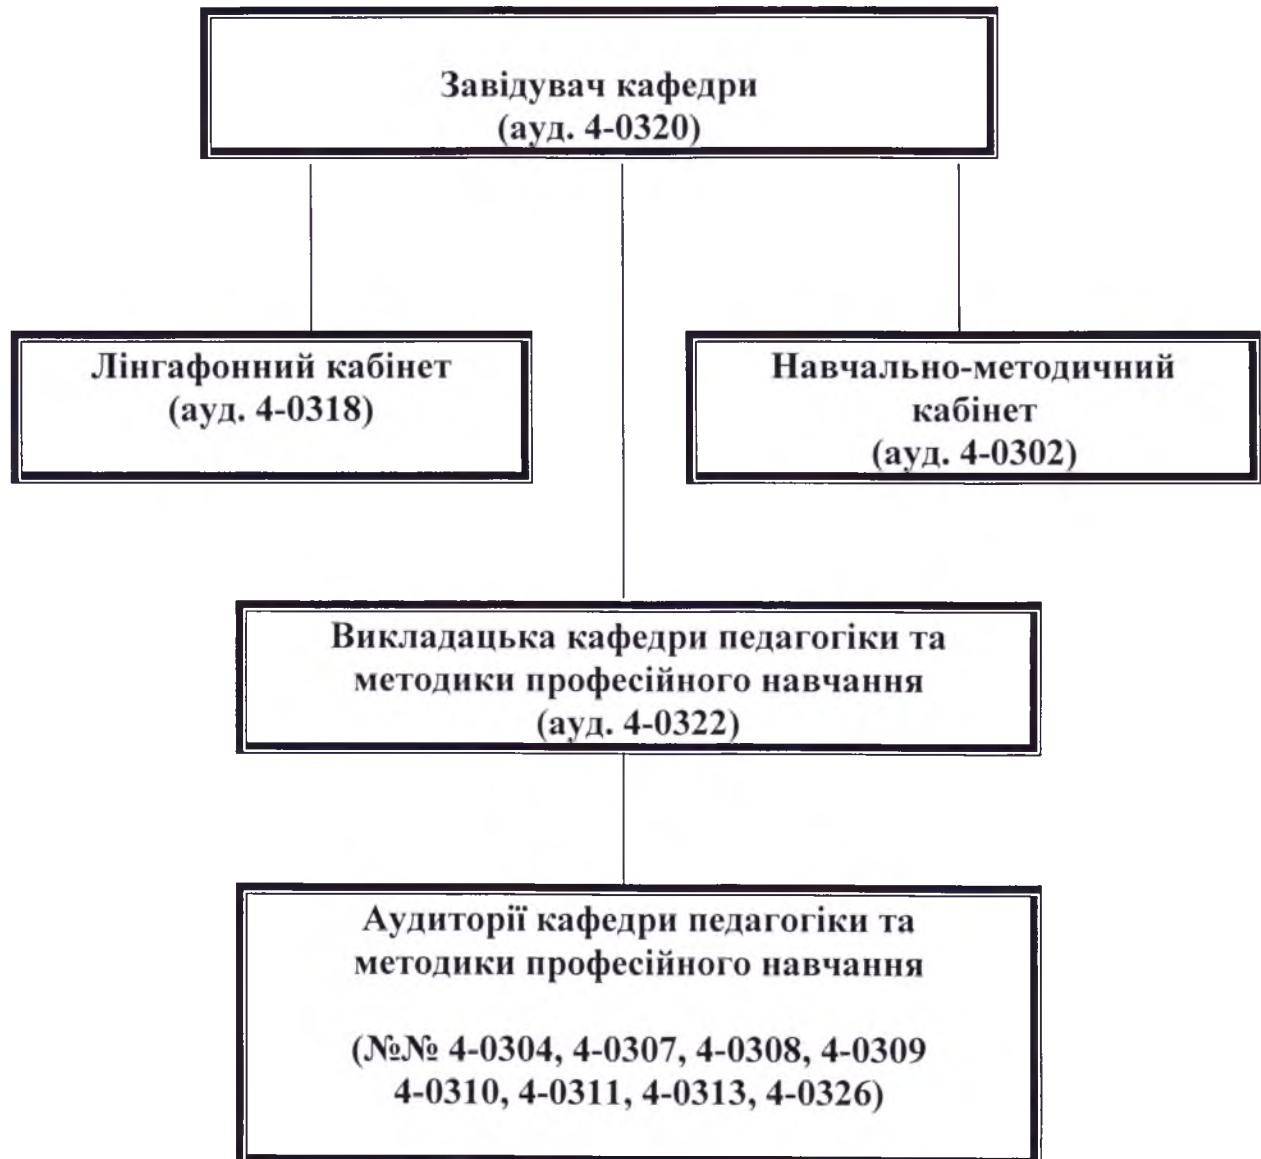 Завідувач кафедри
(ауд. 4-0320)
Лінгафонний кабінет
(ауд. 4-0318)
Навчально-методичний
кабінет
(ауд. 4-0302)
Викладацька кафедри педагогіки та
методики професійного навчання
(ауд. 4-0322)
Аудиторії кафедри педагогіки та
методики професійного навчання
(№№ 4-0304, 4-0307, 4-0308, 4-0309
4-0310, 4-0311, 4-0313, 4-0326)